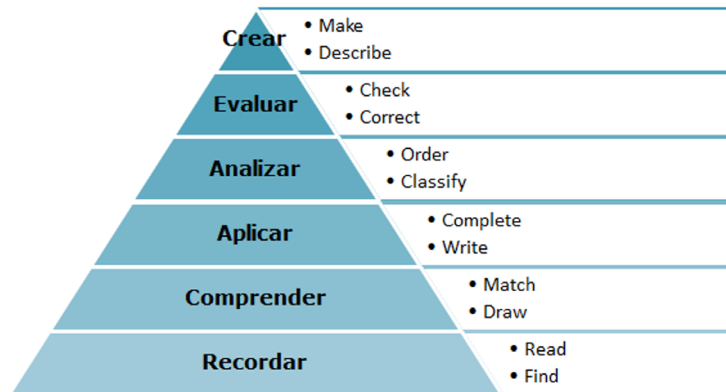 Crear
• Make
• Describe
Evaluar
• Check
• Correct
Analizar
• Order
• Classify
Aplicar
• Complete
• Write
Comprender
• Match
• Draw
Recordar
• Read
• Find